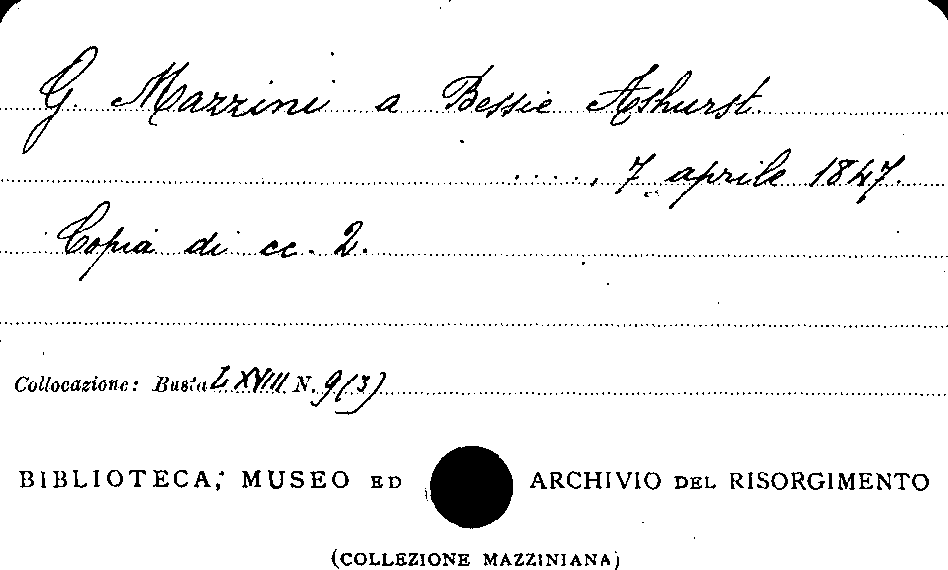 G. Mazzini a Bessie Ashurst.
....., 7 aprile 1847.
Copia di cc. 2.
Collocazione: Busta LXVIII N. 9(3)
BIBLIOTECA, MUSEO ED ARCHIVIO DEL RISORGIMENTO
(COLLEZIONE MAZZINIANA)